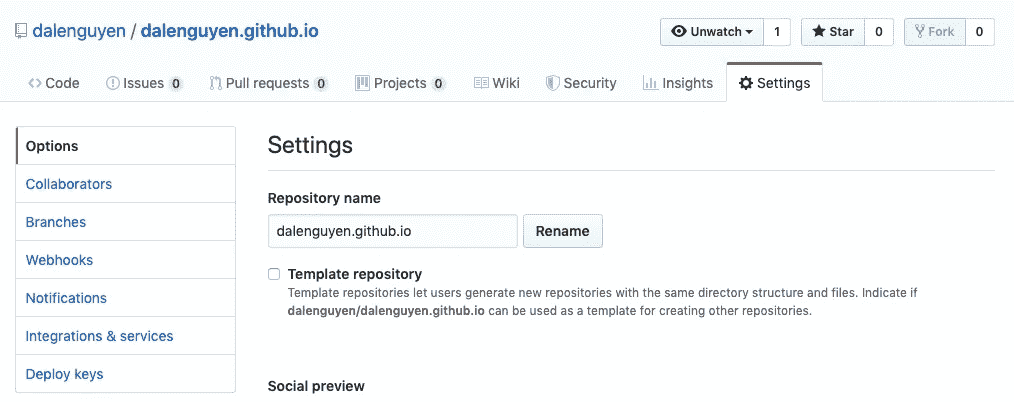 dalenguyen / dalenguyen.github.io
Unwatch 1 Star 0 Fork 0
Code Issues 0 Pull requests 0 Projects 0 Wiki Security Insights Settings
Options
Collaborators
Branches
Webhooks
Notifications
Integrations & services
Deploy keys
Settings
Repository name
dalenguyen.github.io Rename
Template repository
Template repositories let users generate new repositories with the same directory structure and files. Indicate if
dalenguyen/dalenguyen.github.io can be used as a template for creating other repositories.
Social preview